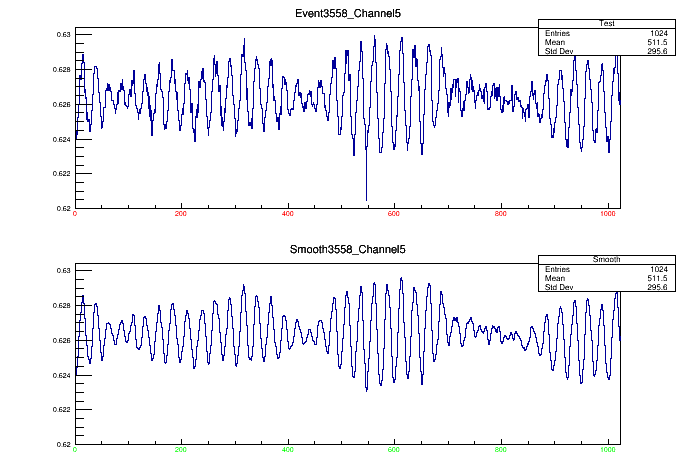 Event3558_Channel5
Test
Entries 1024
Mean 511.5
Std Dev 295.6
0.63
0.628
0.626
0.624
0.622
0.62
0 200 400 600 800 1000
Smooth3558_Channel5
Smooth
Entries 1024
Mean 511.5
Std Dev 295.6
0.63
0.628
0.626
0.624
0.622
0.62
0 200 400 600 800 1000